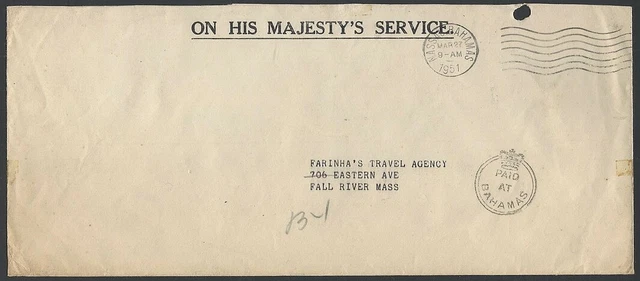 ON HIS MAJESTY'S SERVICE.
NASSAU BAHAMAS
MAR 27
9-AM
1951
FARINHA'S TRAVEL AGENCY
706 EASTERN AVE
FALL RIVER MASS
PAID
AT
BAHAMAS
B-1